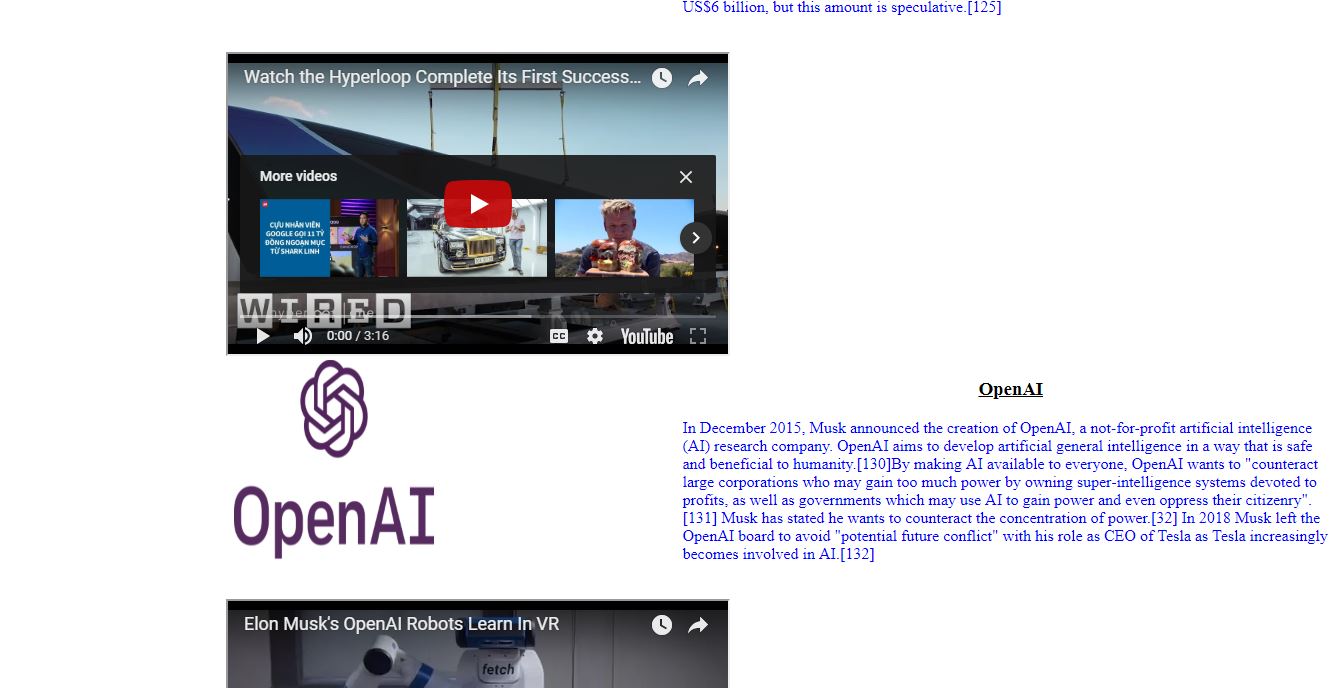 US$6 billion, but this amount is speculative.[125]
Watch the Hyperloop Complete Its First Success...
More videos
CỰU NHÂN VIÊN
GOOGLE GỌI 11 TỶ
ĐỒNG NGOẠN MỤC
TỪ SHARK LINH
WIRED
hyperloop one
0:00 / 3:16
CC
YouTube
OpenAI
OpenAI
In December 2015, Musk announced the creation of OpenAI, a not-for-profit artificial intelligence
(AI) research company. OpenAI aims to develop artificial general intelligence in a way that is safe
and beneficial to humanity.[130]By making AI available to everyone, OpenAI wants to "counteract
large corporations who may gain too much power by owning super-intelligence systems devoted to
profits, as well as governments which may use AI to gain power and even oppress their citizenry".
[131] Musk has stated he wants to counteract the concentration of power.[32] In 2018 Musk left the
OpenAI board to avoid "potential future conflict" with his role as CEO of Tesla as Tesla increasingly
becomes involved in AI.[132]
Elon Musk's OpenAI Robots Learn In VR
fetch